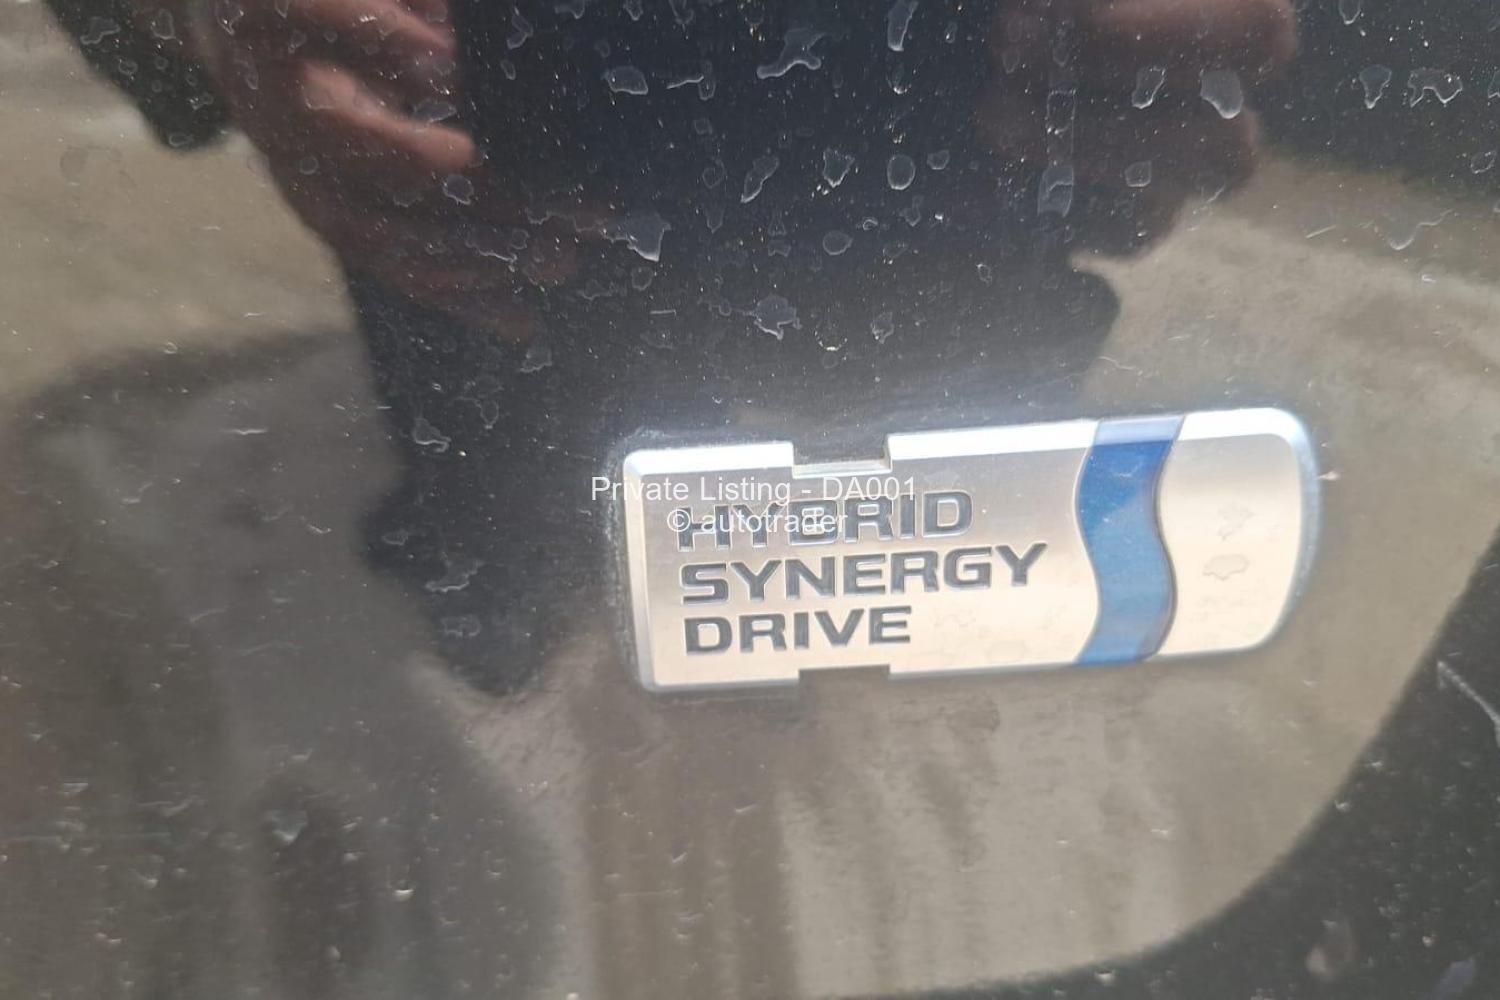 Private Listing - DA001
© autotrader
HYBRID
SYNERGY
DRIVE